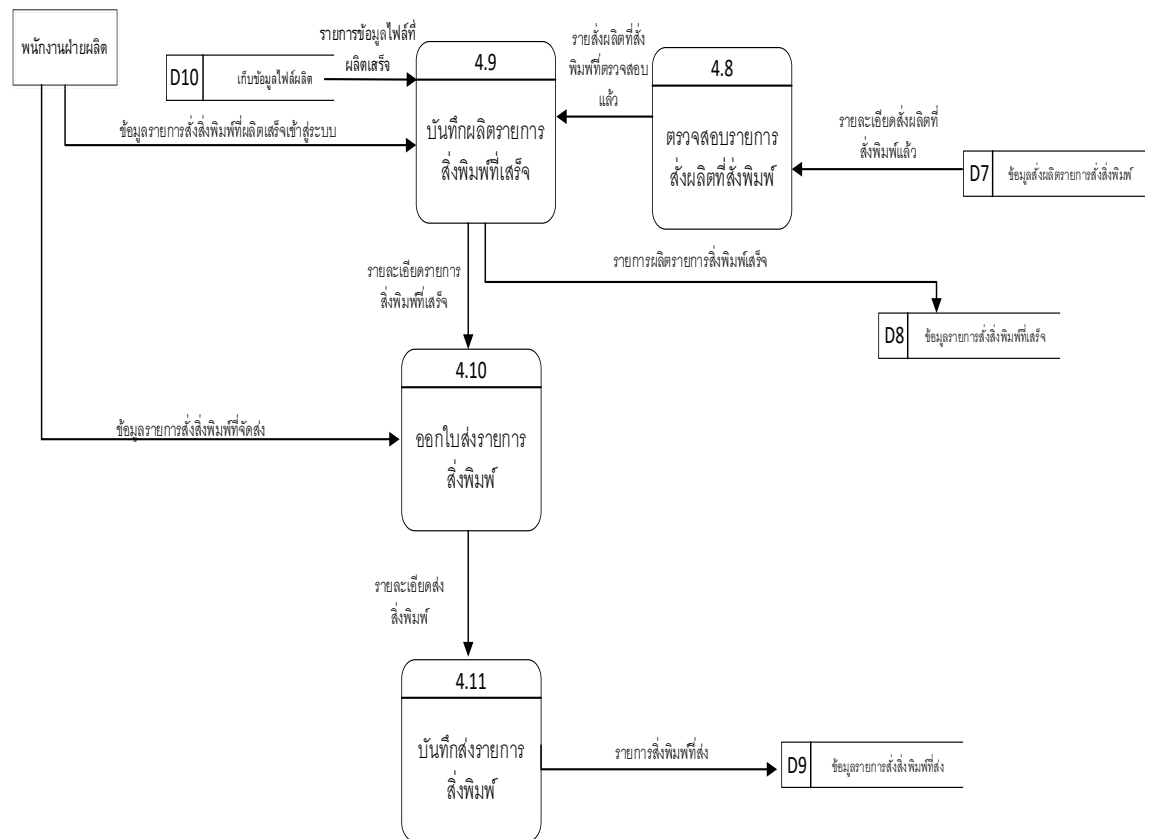 พนักงานฝ่ายผลิต
รายการข้อมูลไฟล์ที่
ผลิตเสร็จ
D10
เก็บข้อมูลไฟล์ผลิต
4.9
บันทึกผลิตรายการ
สิ่งพิมพ์ที่เสร็จ
รายสั่งผลิตที่สั่ง
พิมพ์ที่ตรวจสอบ
แล้ว
4.8
ตรวจสอบรายการ
สั่งผลิตที่สั่งพิมพ์
รายละเอียดสั่งผลิตที่
สั่งพิมพ์แล้ว
D7
ข้อมูลสั่งผลิตรายการสั่งสิ่งพิมพ์
ข้อมูลรายการสั่งสิ่งพิมพ์ที่ผลิตเสร็จเข้าสู่ระบบ
รายละเอียดรายการ
สิ่งพิมพ์ที่เสร็จ
รายการผลิตรายการสิ่งพิมพ์เสร็จ
D8
ข้อมูลรายการสั่งสิ่งพิมพ์ที่เสร็จ
4.10
ออกใบส่งรายการ
สิ่งพิมพ์
ข้อมูลรายการสั่งสิ่งพิมพ์ที่จัดส่ง
รายละเอียดส่ง
สิ่งพิมพ์
4.11
บันทึกส่งรายการ
สิ่งพิมพ์
รายการสิ่งพิมพ์ที่ส่ง
D9
ข้อมูลรายการสั่งสิ่งพิมพ์ที่ส่ง